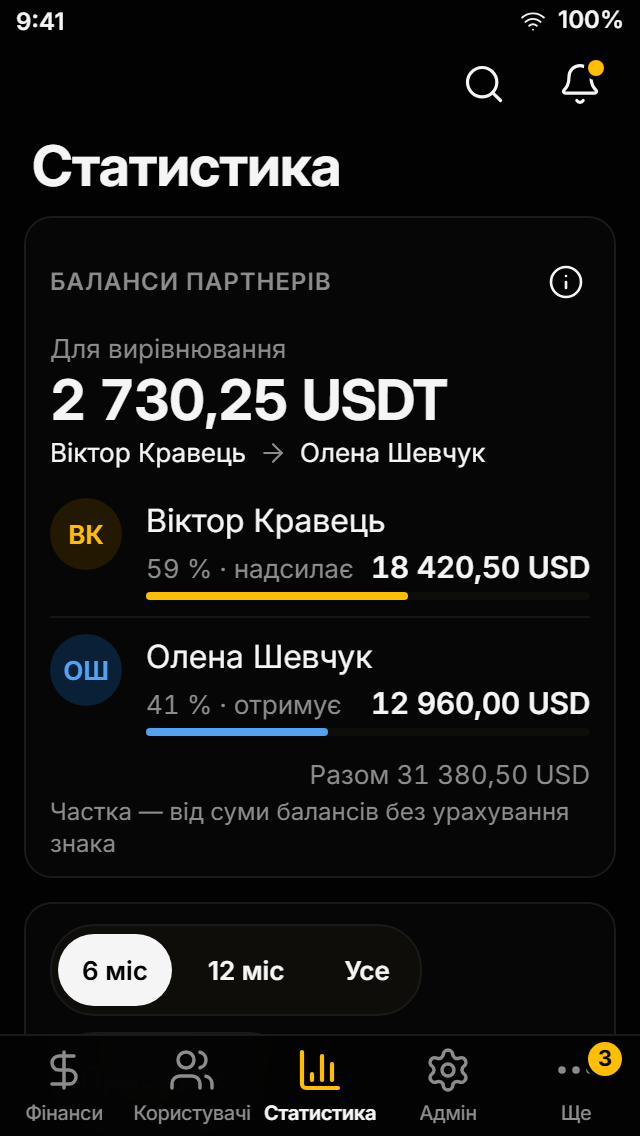 9:41
100%
Статистика
БАЛАНСИ ПАРТНЕРІВ
Для вирівнювання
2 730,25 USDT
Віктор Кравець → Олена Шевчук
ВК
Віктор Кравець
59 % · надсилає 18 420,50 USD
ОШ
Олена Шевчук
41 % · отримує 12 960,00 USD
Разом 31 380,50 USD
Частка — від суми балансів без урахування
знака
6 міс 12 міс Усе
3
Фінанси Користувачі Статистика Адмін Ще